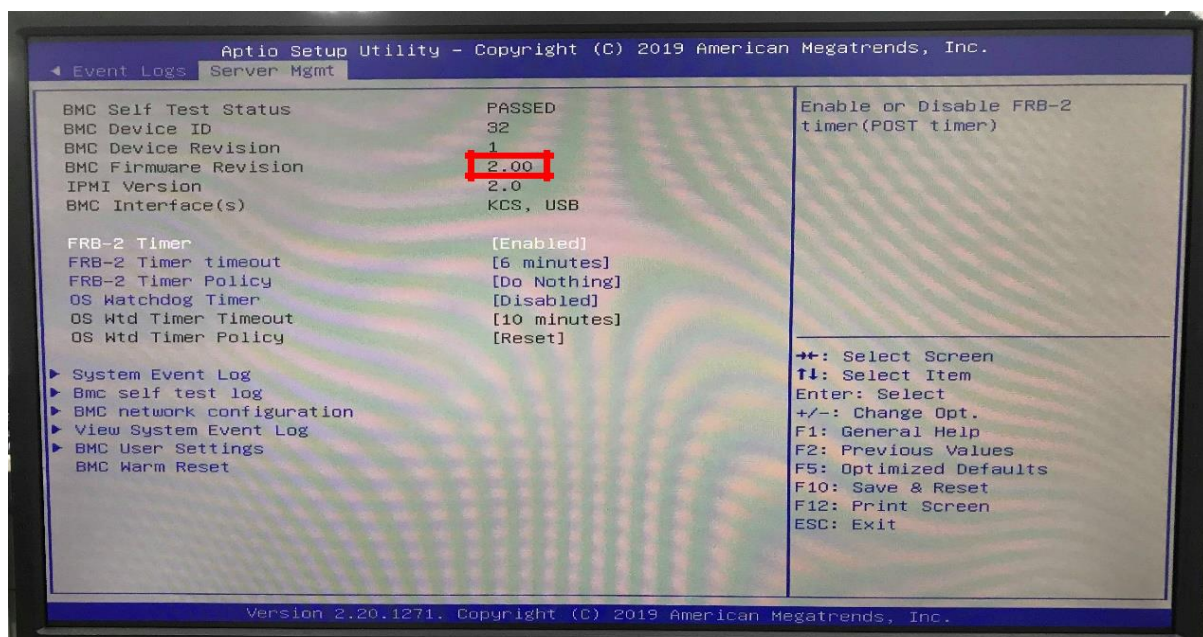 Aptio Setup Utility – Copyright (C) 2019 American Megatrends, Inc.
◄ Event Logs Server Mgmt
BMC Self Test Status PASSED
BMC Device ID 32
BMC Device Revision 1
BMC Firmware Revision 2.00
IPMI Version 2.0
BMC Interface(s) KCS, USB
FRB-2 Timer [Enabled]
FRB-2 Timer timeout [6 minutes]
FRB-2 Timer Policy [Do Nothing]
OS Watchdog Timer [Disabled]
OS Wtd Timer Timeout [10 minutes]
OS Wtd Timer Policy [Reset]
► System Event Log
► Bmc self test log
► BMC network configuration
► View System Event Log
► BMC User Settings
BMC Warm Reset
Enable or Disable FRB-2
timer(POST timer)
→←: Select Screen
↑↓: Select Item
Enter: Select
+/-: Change Opt.
F1: General Help
F2: Previous Values
F5: Optimized Defaults
F10: Save & Reset
F12: Print Screen
ESC: Exit
Version 2.20.1271. Copyright (C) 2019 American Megatrends, Inc.